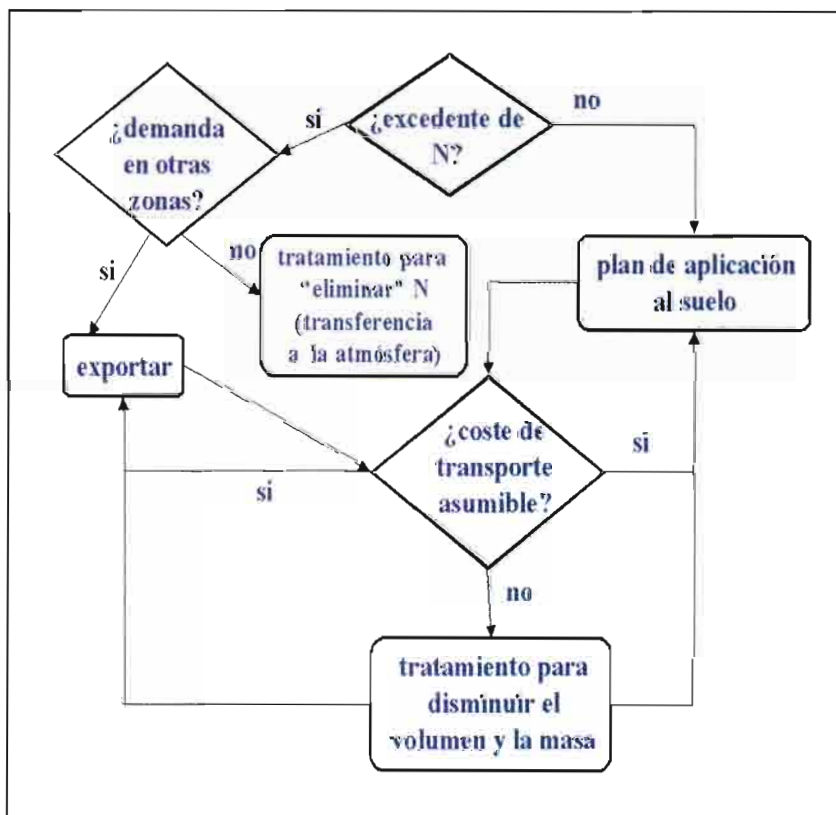 ¿excedente de
N?
si
no
¿demanda
en otras
zonas?
si
no
tratamiento para
“eliminar” N
(transferencia
a la atmósfera)
plan de aplicación
al suelo
exportar
¿coste de
transporte
asumible?
si
si
no
tratamiento para
disminuir el
volumen y la masa